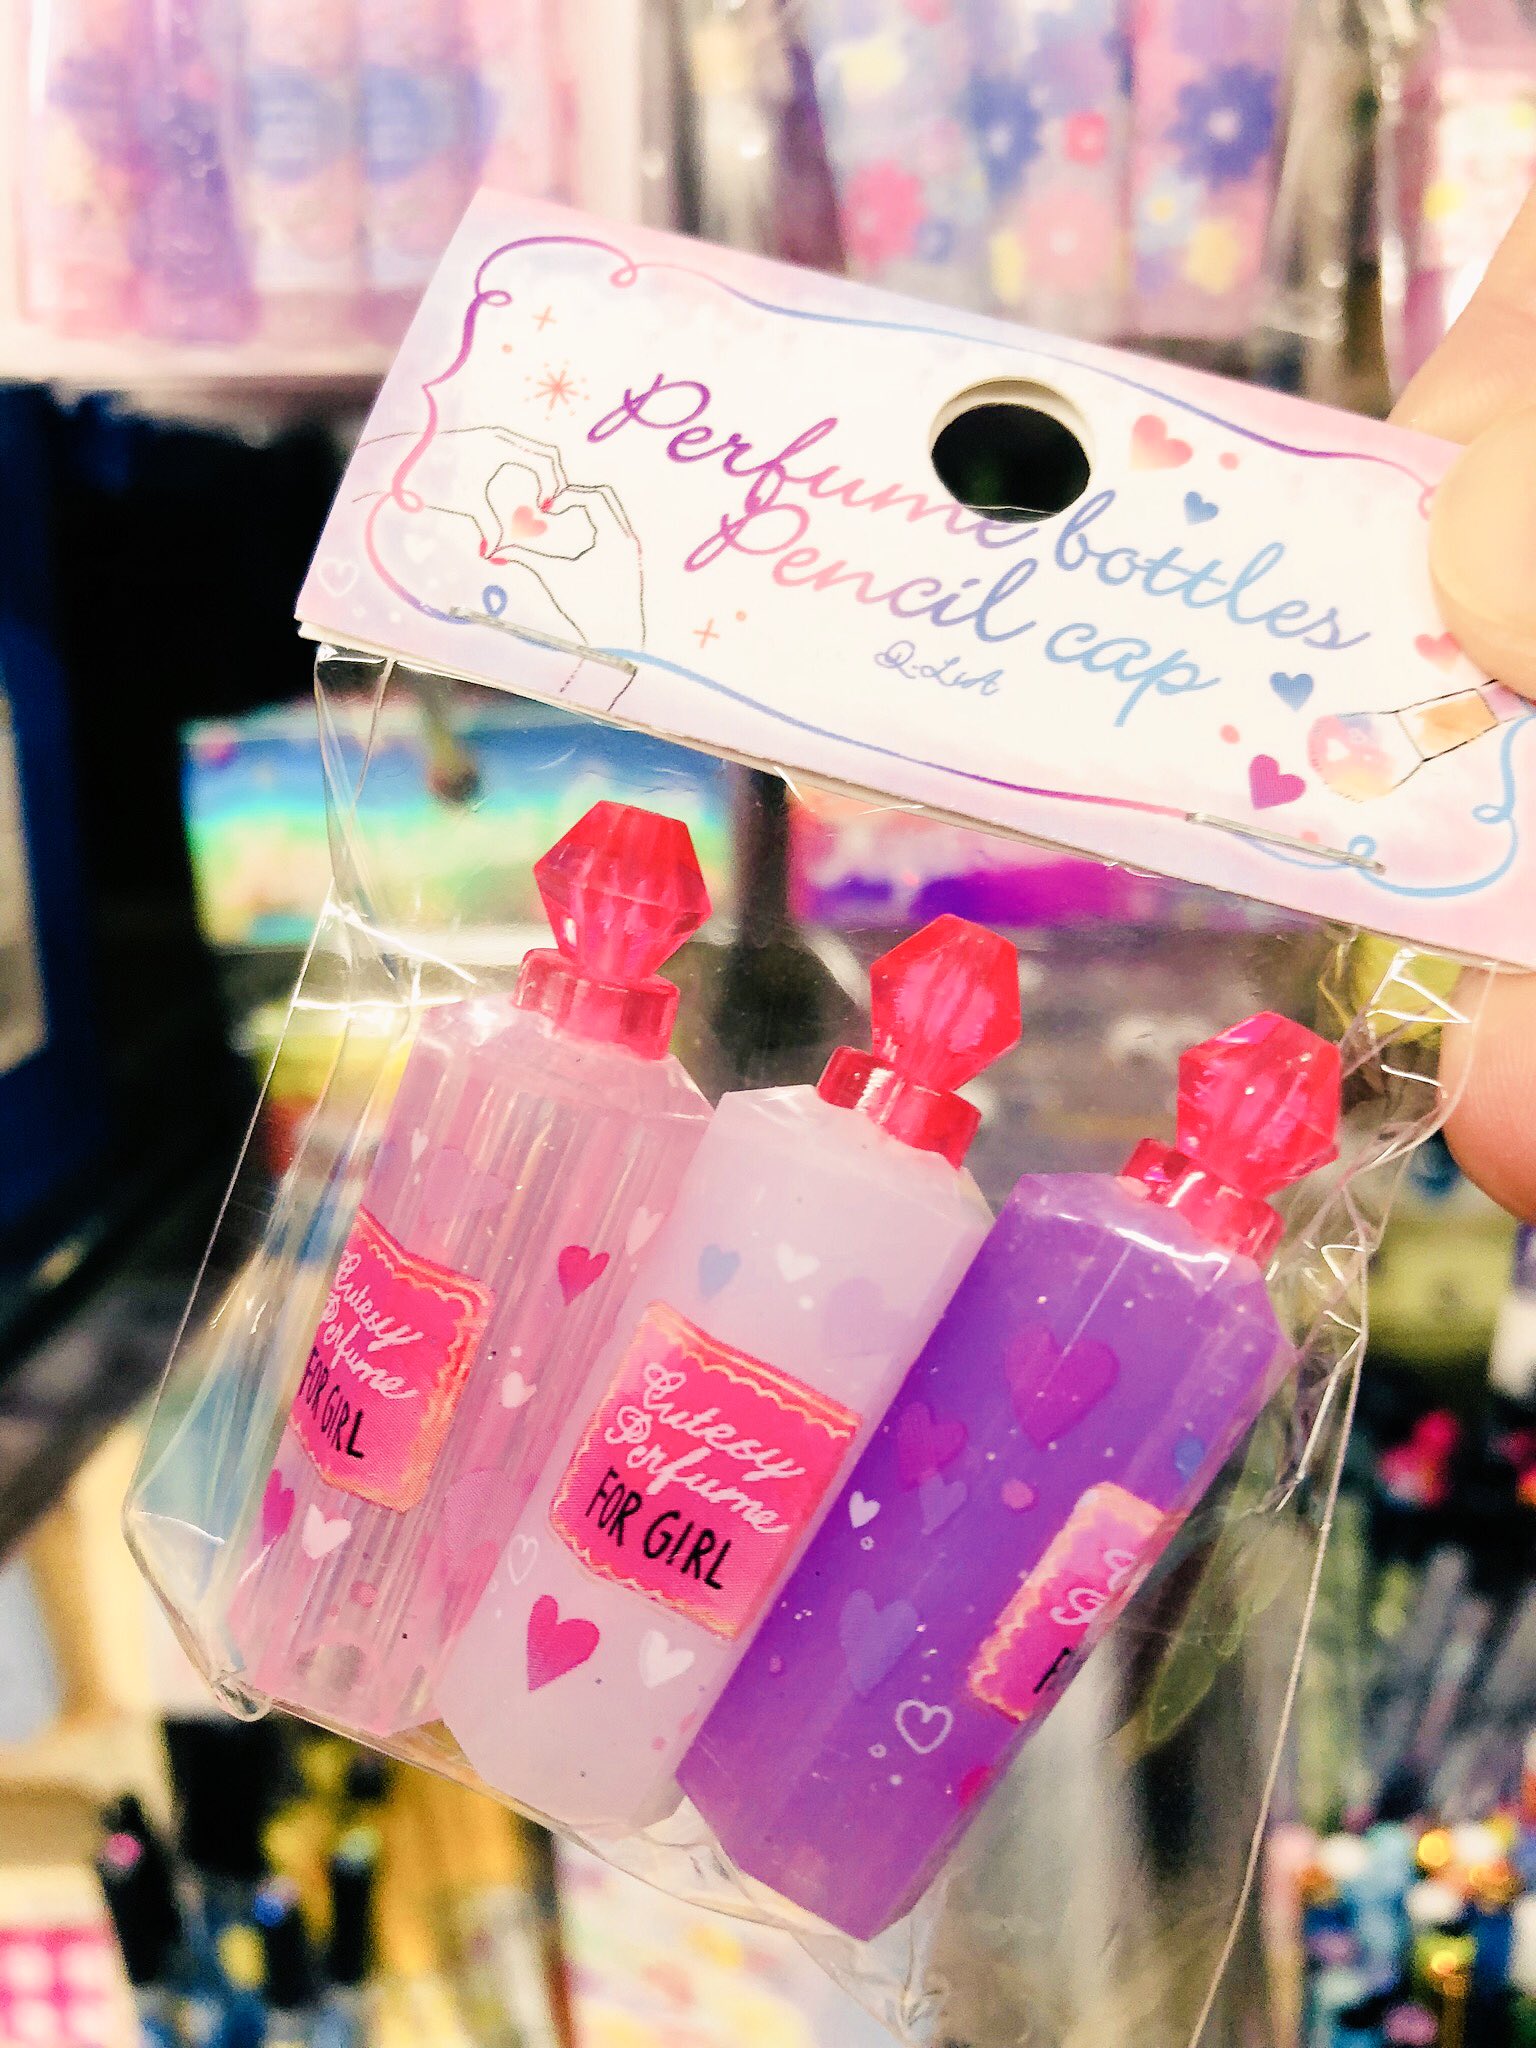 Perfume bottles
Pencil cap
Q-LiA
Cutesy
Perfume
FOR GIRL
Cutesy
Perfume
FOR GIRL